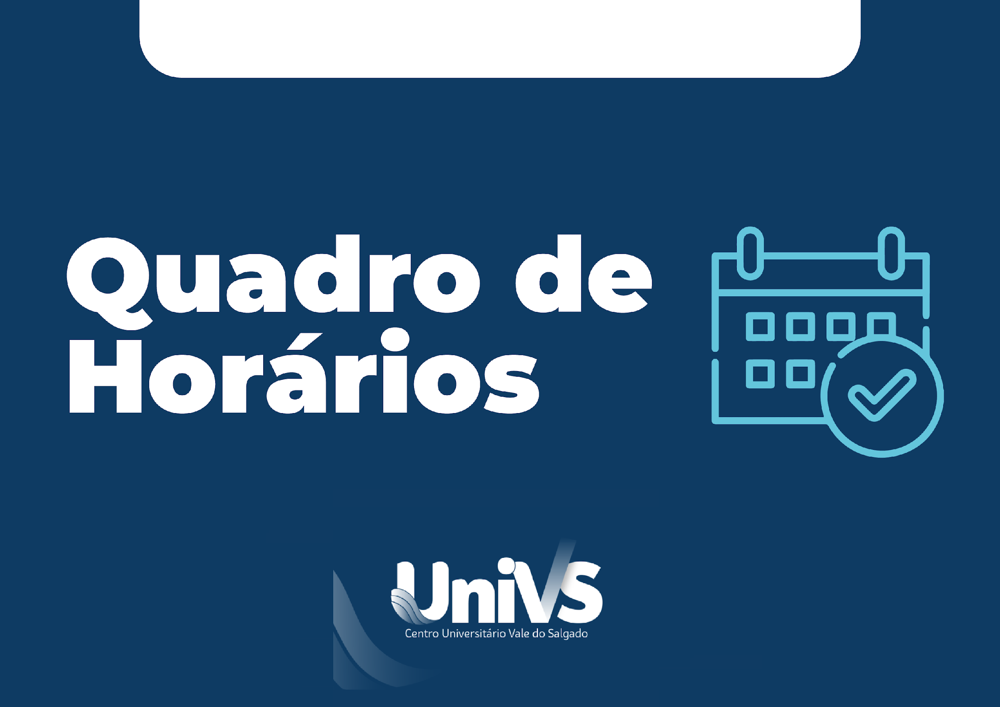 Quadro de
Horários
UniVS
Centro Universitário Vale do Salgado